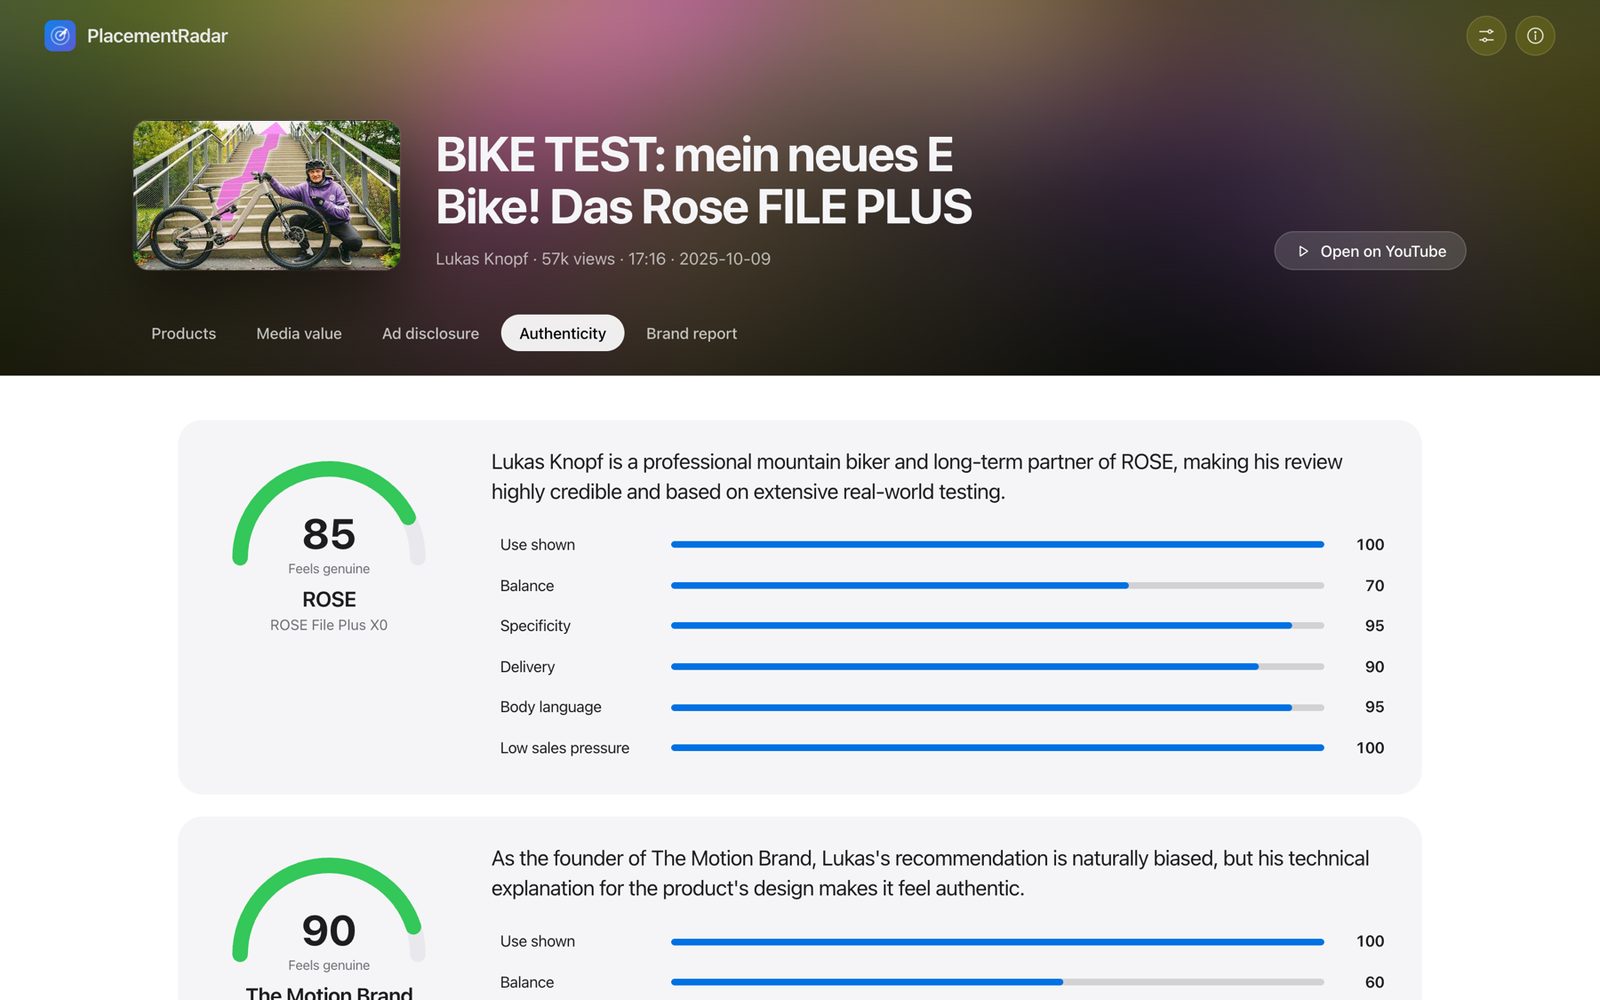 PlacementRadar
BIKE TEST: mein neues E
Bike! Das Rose FILE PLUS
Lukas Knopf · 57k views · 17:16 · 2025-10-09
Open on YouTube
Products
Media value
Ad disclosure
Authenticity
Brand report
85
Feels genuine
ROSE
ROSE File Plus X0
Lukas Knopf is a professional mountain biker and long-term partner of ROSE, making his review
highly credible and based on extensive real-world testing.
Use shown 100
Balance 70
Specificity 95
Delivery 90
Body language 95
Low sales pressure 100
90
Feels genuine
The Motion Brand
As the founder of The Motion Brand, Lukas's recommendation is naturally biased, but his technical
explanation for the product's design makes it feel authentic.
Use shown 100
Balance 60